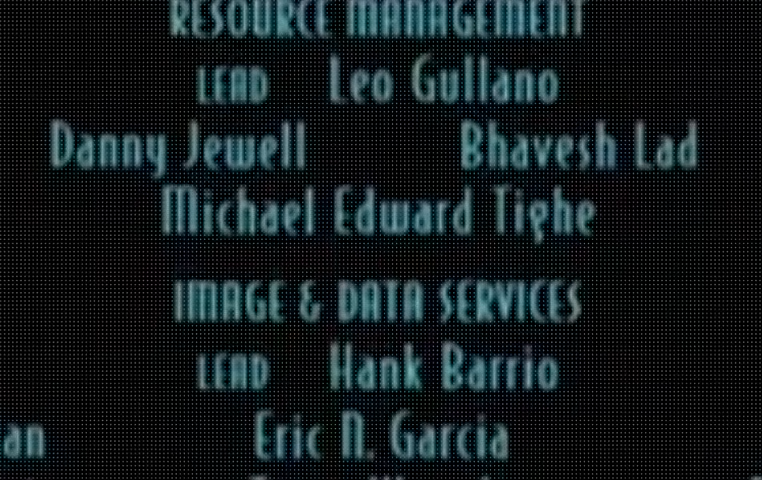 RESOURCE MANAGEMENT
LEAD Leo Gullano
Danny Jewell Bhavesh Lad
Michael Edward Tighe
IMAGE & DATA SERVICES
LEAD Hank Barrio
an Eric N. Garcia